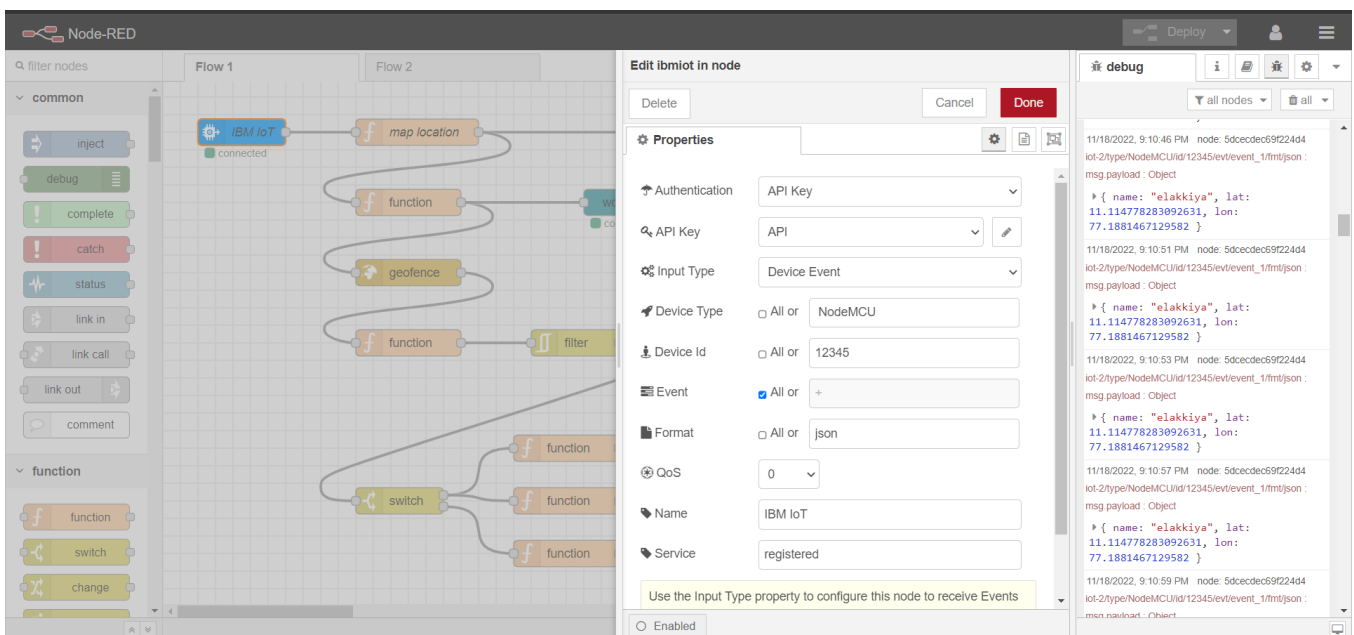 Node-RED
Deploy
filter nodes
Flow 1
Flow 2
common
inject
debug
complete
catch
status
link in
link call
link out
comment
function
function
switch
change
IBM IoT
connected
map location
function
geofence
function
filter
switch
function
function
function
Edit ibmiot in node
Delete
Cancel
Done
Properties
Authentication
API Key
API Key
API
Input Type
Device Event
Device Type
All or
NodeMCU
Device Id
All or
12345
Event
All or
+
Format
All or
json
QoS
0
Name
IBM IoT
Service
registered
Use the Input Type property to configure this node to receive Events
Enabled
debug
i
all nodes
all
11/18/2022, 9:10:46 PM node: 5dcecdec69f224d4
iot-2/type/NodeMCU/id/12345/evt/event_1/fmt/json :
msg.payload : Object
{ name: "elakkiya", lat:
11.114778283092631, lon:
77.1881467129582 }
11/18/2022, 9:10:51 PM node: 5dcecdec69f224d4
iot-2/type/NodeMCU/id/12345/evt/event_1/fmt/json :
msg.payload : Object
{ name: "elakkiya", lat:
11.114778283092631, lon:
77.1881467129582 }
11/18/2022, 9:10:53 PM node: 5dcecdec69f224d4
iot-2/type/NodeMCU/id/12345/evt/event_1/fmt/json :
msg.payload : Object
{ name: "elakkiya", lat:
11.114778283092631, lon:
77.1881467129582 }
11/18/2022, 9:10:57 PM node: 5dcecdec69f224d4
iot-2/type/NodeMCU/id/12345/evt/event_1/fmt/json :
msg.payload : Object
{ name: "elakkiya", lat:
11.114778283092631, lon:
77.1881467129582 }
11/18/2022, 9:10:59 PM node: 5dcecdec69f224d4
iot-2/type/NodeMCU/id/12345/evt/event_1/fmt/json :
msg.payload : Object